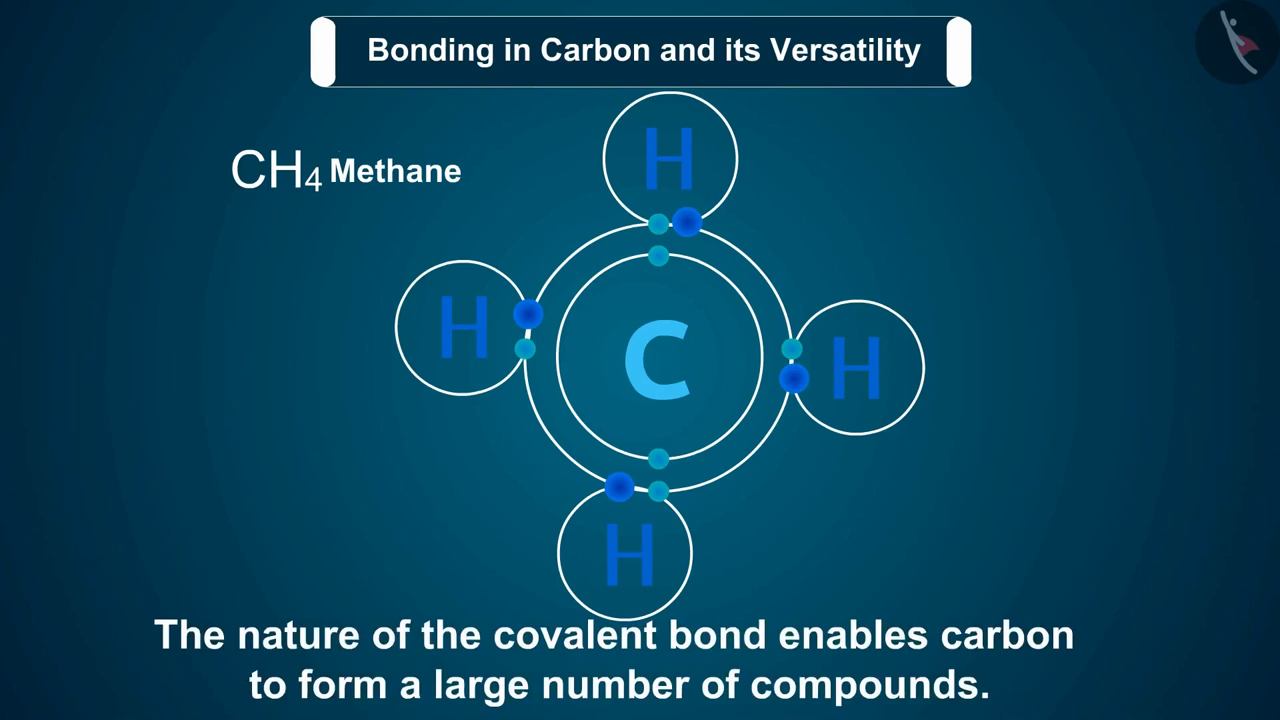 Bonding in Carbon and its Versatility
H
CH₄ Methane
H
C
H
H
The nature of the covalent bond enables carbon
to form a large number of compounds.